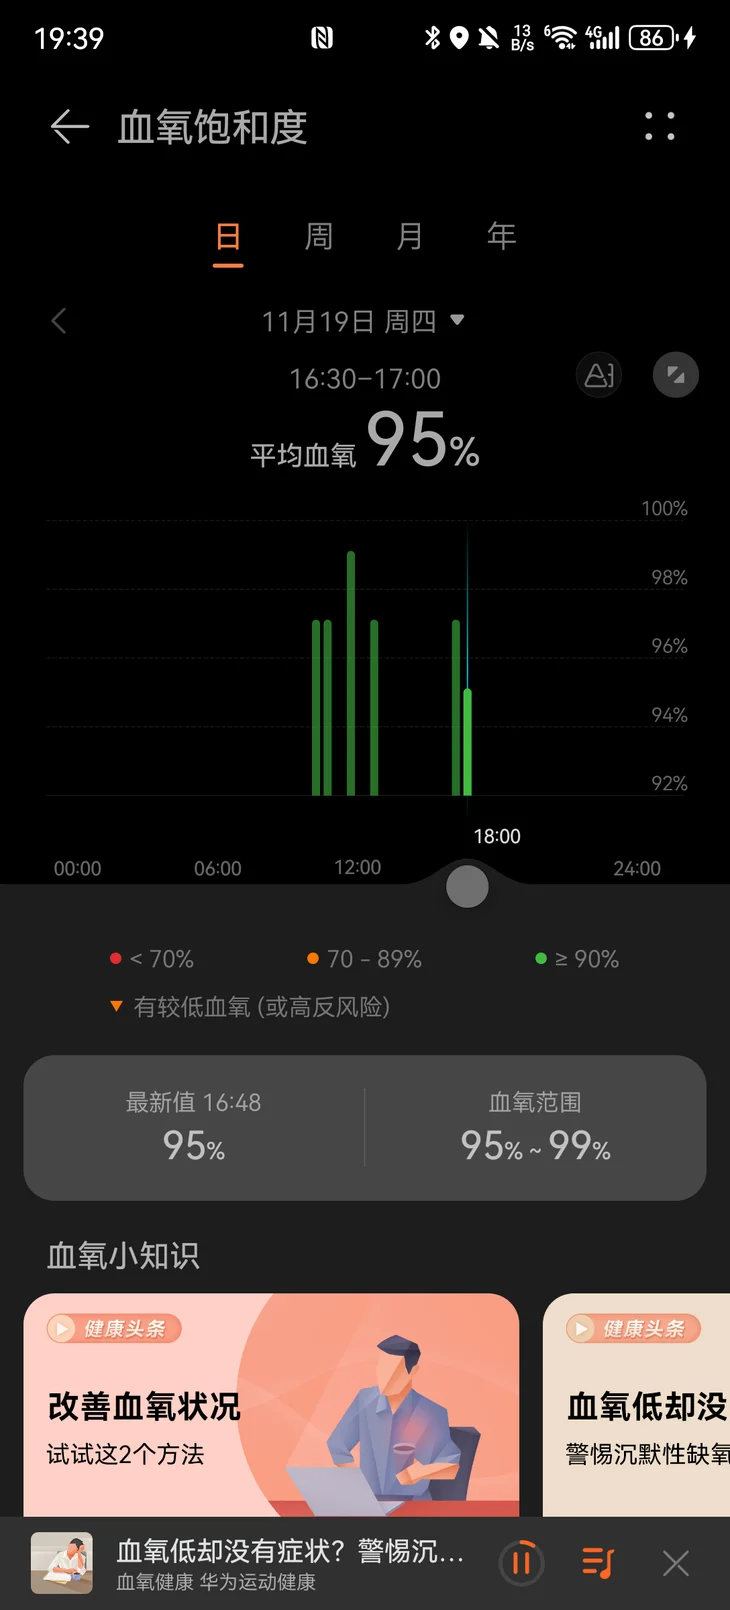 19:39
13 B/s 6 4G 86
血氧饱和度
日 周 月 年
11月19日 周四
16:30-17:00
平均血氧 95%
100%
98%
96%
94%
92%
18:00
00:00 06:00 12:00 24:00
< 70% 70 - 89% ≥ 90%
有较低血氧 (或高反风险)
最新值 16:48 血氧范围
95% 95% ~ 99%
血氧小知识
健康头条 健康头条
改善血氧状况 血氧低却没
试试这2个方法 警惕沉默性缺氧
血氧低却没有症状？警惕沉...
血氧健康 华为运动健康